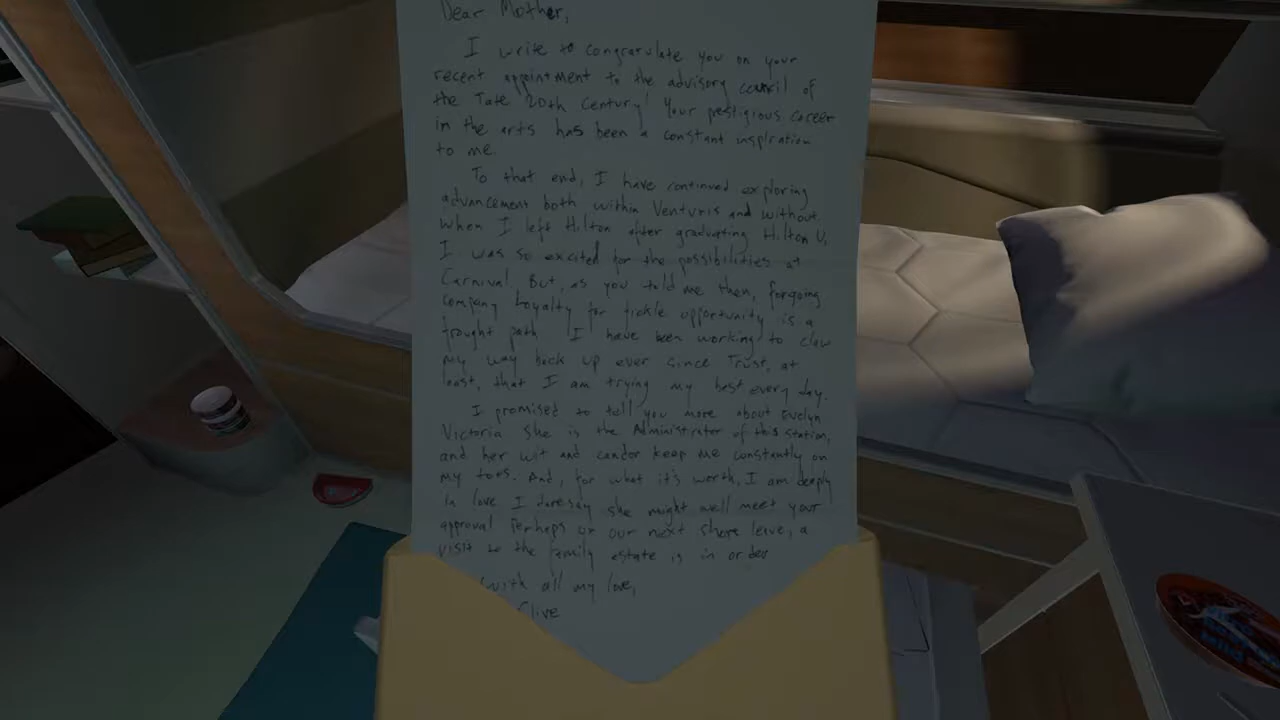 Dear Mother,
I write to congratulate you on your
recent appointment to the advisory council of
the Tate 20th Century! Your prestigious career
in the arts has been a constant inspiration
to me.
To that end, I have continued exploring
advancement both within Venturis and without.
When I left Hilton after graduating Hilton U,
I was so excited for the possibilities at
Carnival. But, as you told me then, forgoing
company loyalty for fickle opportunity is a
fraught path. I have been working to claw
my way back up ever since. Trust, at
least, that I am trying my best every day.
I promised to tell you more about Evelyn
Victoria. She is the Administrator of this station,
and her wit and candor keep me constantly on
my toes. And, for what it's worth, I am deeply
in love. I daresay she might well meet your
approval. Perhaps on our next shore leave, a
visit to the family estate is in order
With all my love,
Clive